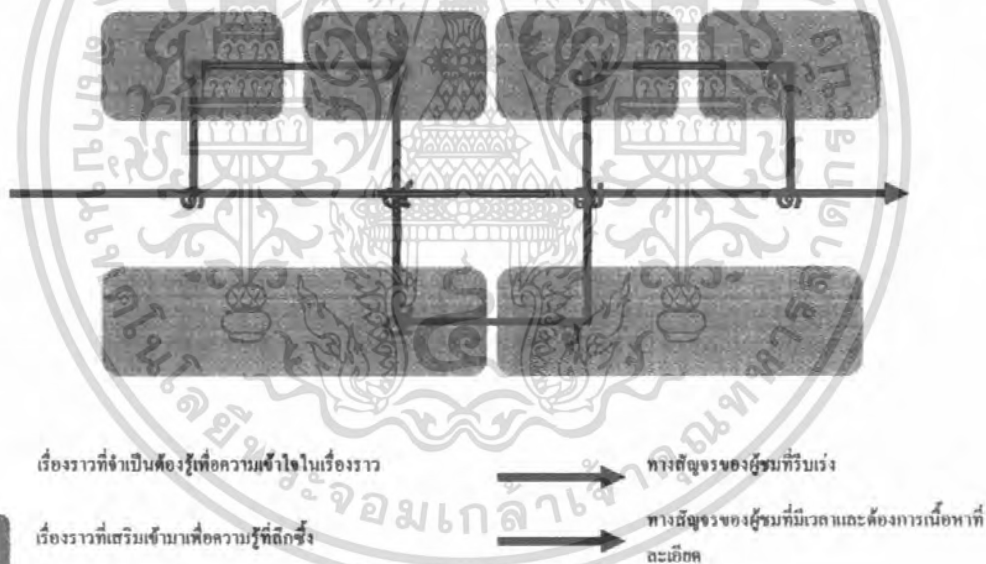 เรื่องราวที่จำเป็นต้องรู้เพื่อความเข้าใจในเรื่องราว
ทางสัญจรของผู้ชมที่รีบเร่ง
เรื่องราวที่เสริมเข้ามาเพื่อความรู้ที่ลึกซึ้ง
ทางสัญจรของผู้ชมที่มีเวลาและต้องการเนื้อหาที่
ละเอียด